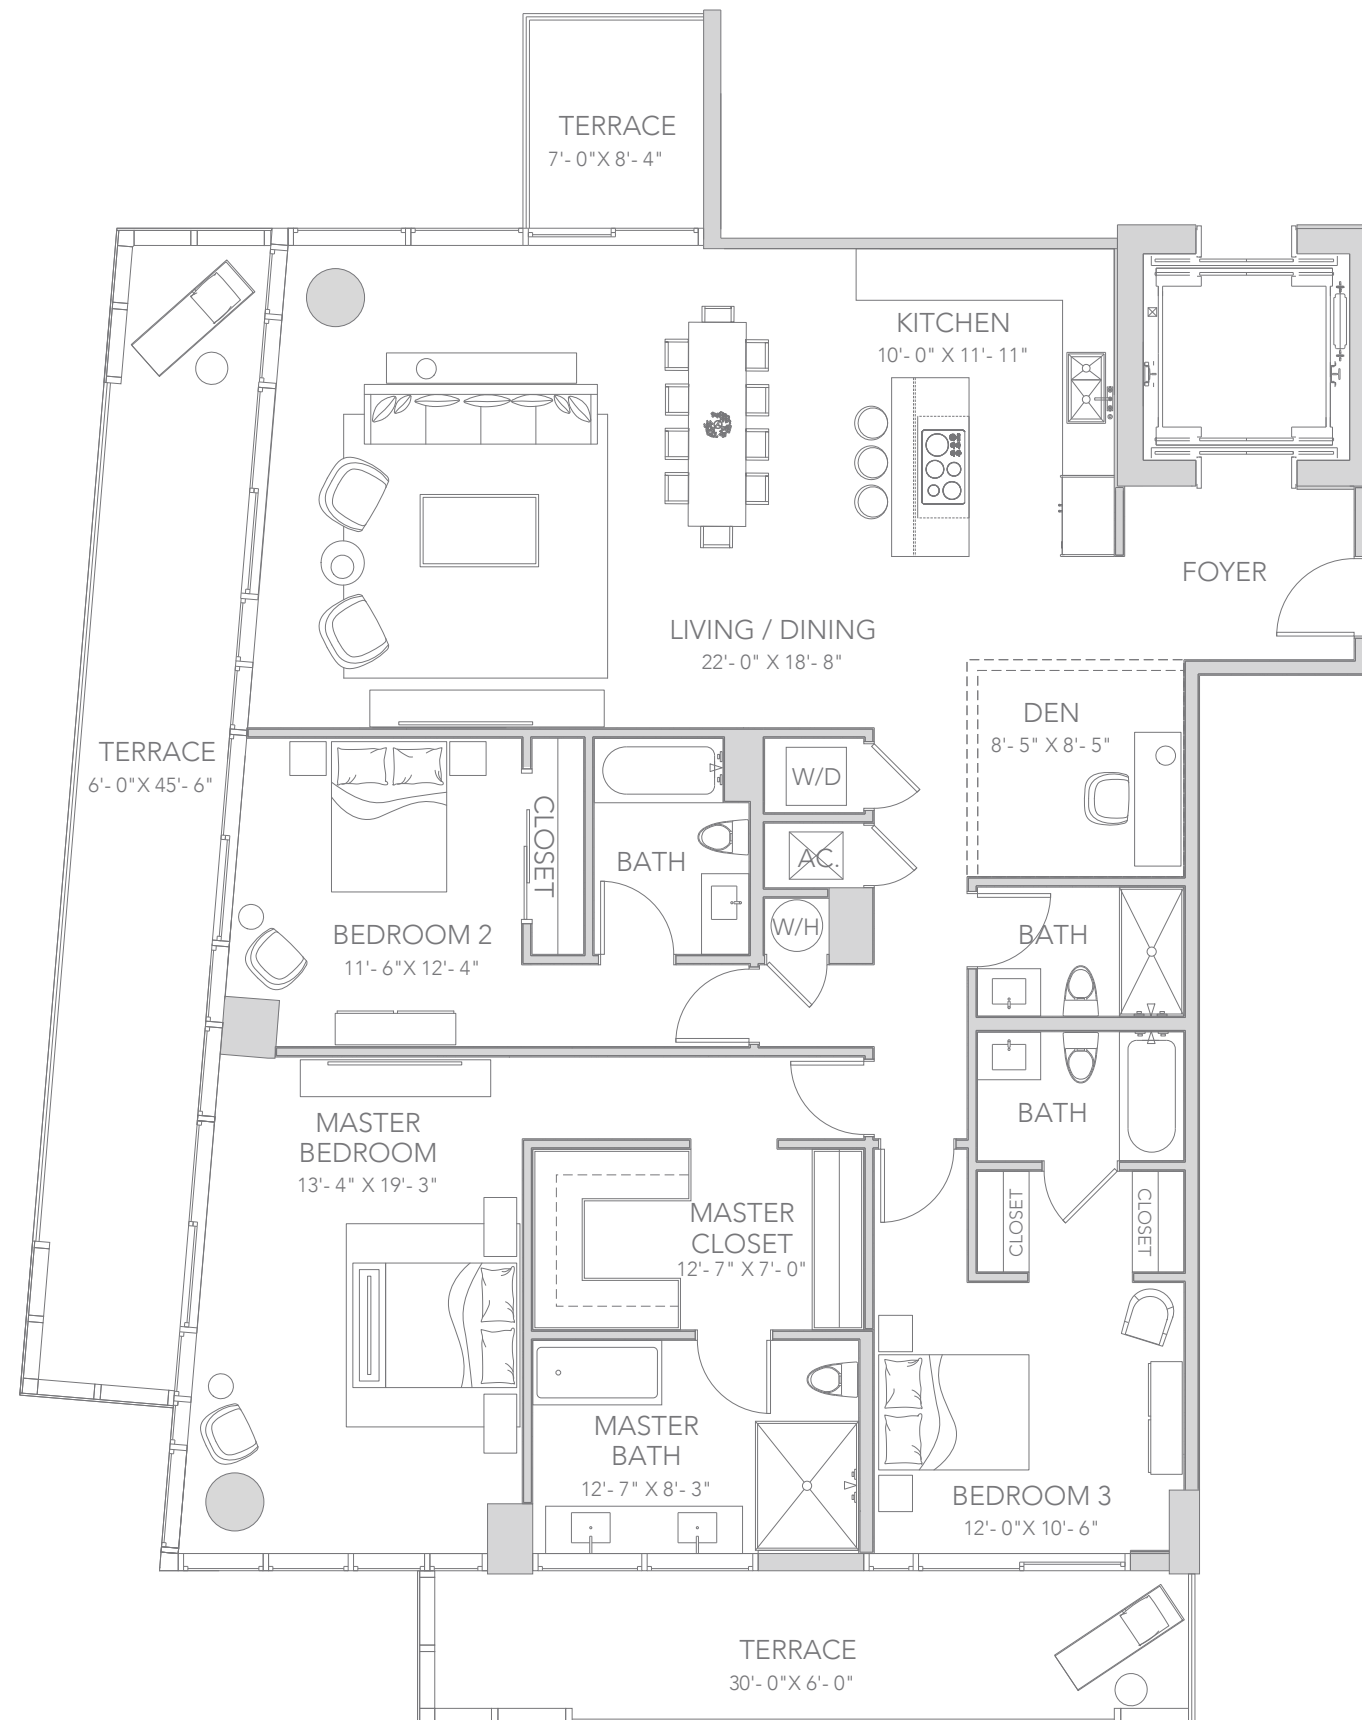 TERRACE
7'- 0"X 8'- 4"
KITCHEN
10'- 0" X 11'- 11"
FOYER
LIVING / DINING
22'- 0" X 18'- 8"
DEN
8'- 5" X 8'- 5"
TERRACE
6'- 0"X 45'- 6"
W/D
CLOSET
BATH
AC.
W/H
BEDROOM 2
11'- 6"X 12'- 4"
BATH
BATH
MASTER
BEDROOM
13'- 4" X 19'- 3"
MASTER
CLOSET
12'- 7" X 7'- 0"
CLOSET
CLOSET
MASTER
BATH
12'- 7" X 8'- 3"
BEDROOM 3
12'- 0"X 10'- 6"
TERRACE
30'- 0"X 6'- 0"